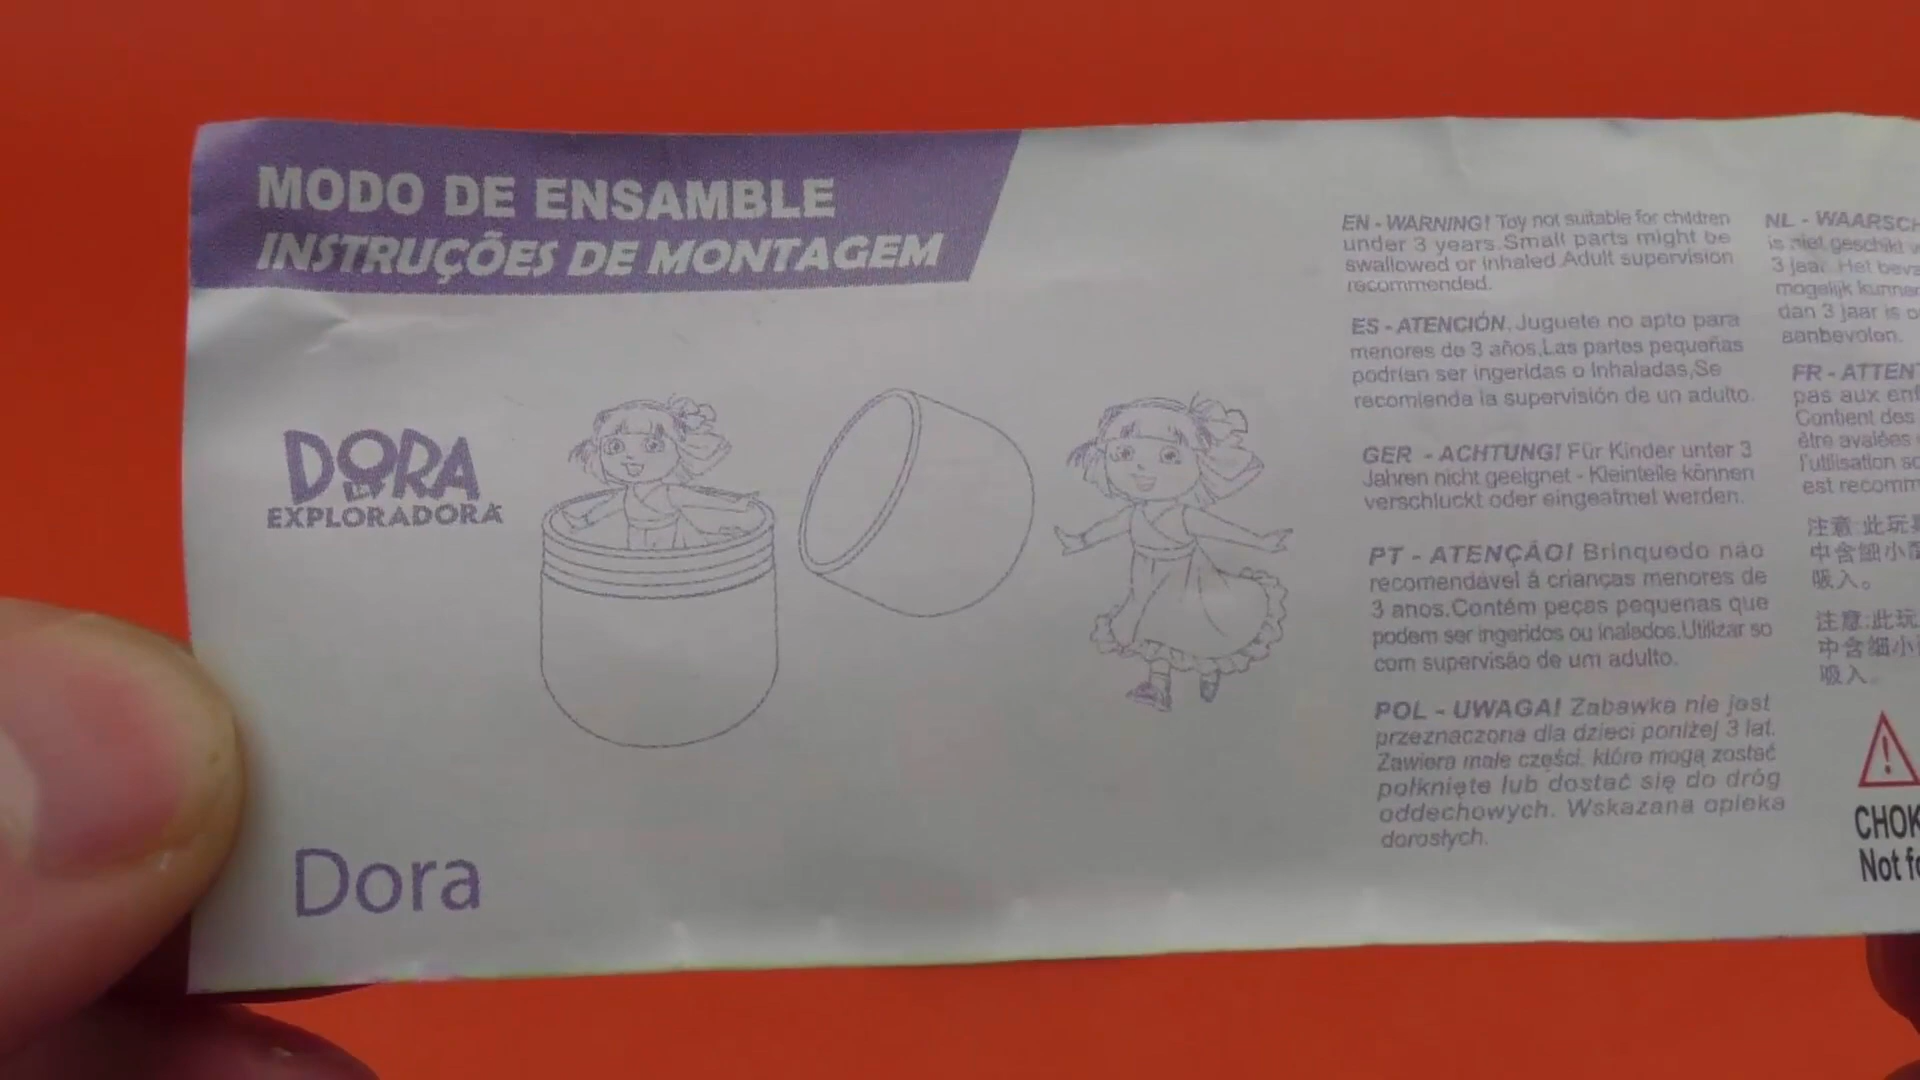 MODO DE ENSAMBLE
INSTRUÇÕES DE MONTAGEM
DORA
LA
EXPLORADORA
Dora
EN - WARNING! Toy not suitable for children
under 3 years.Small parts might be
swallowed or inhaled.Adult supervision
recommended.
ES - ATENCIÓN. Juguete no apto para
menores de 3 años,Las partes pequeñas
podrían ser ingeridas o Inhaladas,Se
recomienda la supervisión de un adulto.
GER - ACHTUNG! Für Kinder unter 3
Jahren nicht geeignet - Kleinteile können
verschluckt oder eingeatmet werden.
PT - ATENÇÃO! Brinquedo não
recomendável á crianças menores de
3 anos.Contém peças pequenas que
podem ser ingeridos ou inalados.Utilizar so
com supervisão de um adulto.
POL - UWAGA! Zabawka nie jest
przeznaczona dla dzieci poniżej 3 lat.
Zawiera małe części, które mogą zostać
połknięte lub dostać się do dróg
oddechowych. Wskazana opieka
dorosłych.
NL - WAARSCH
is niet geschikt v
3 jaar. Het beva
mogelijk kunne
dan 3 jaar is o
aanbevolen.
FR - ATTENT
pas aux enf
Contient des
être avalées
l'utilisation so
est recomm
注意:此玩
中含細小
吸入。
注意:此玩
中含細小
吸入。
CHOK
Not fo